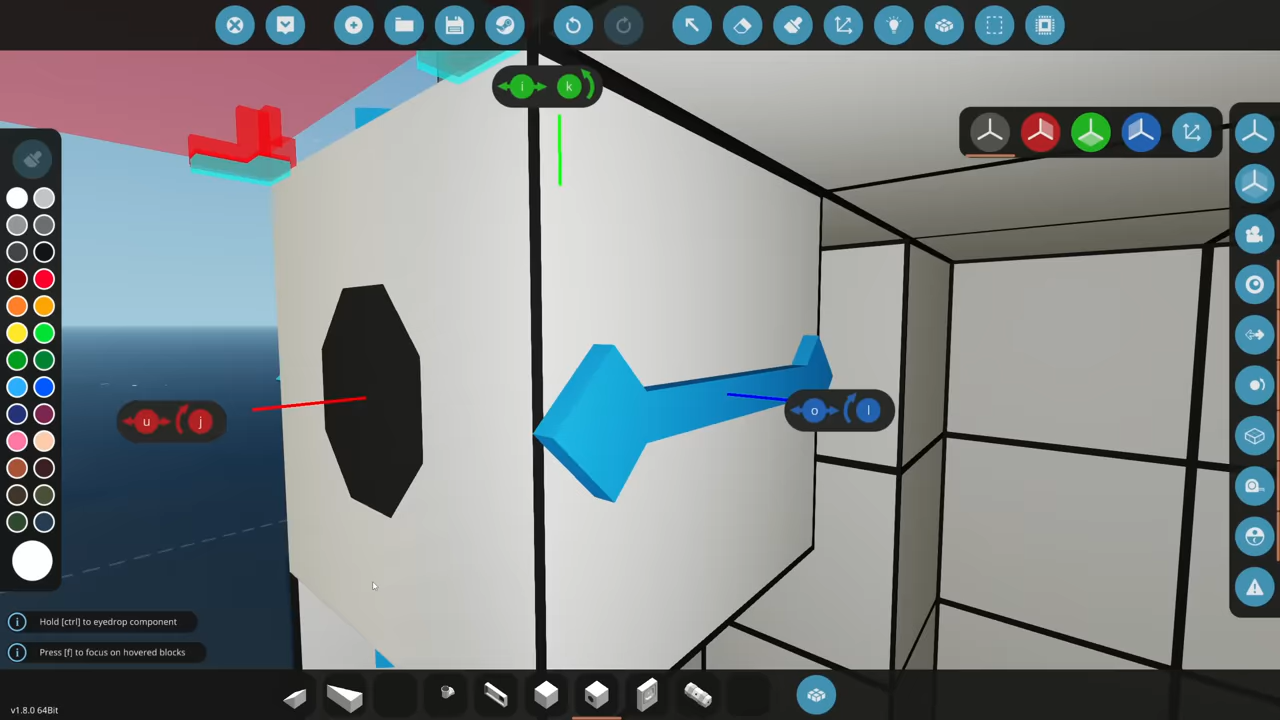 i k
u j
o l
Hold [ctrl] to eyedrop component
Press [f] to focus on hovered blocks
v1.8.0 64Bit